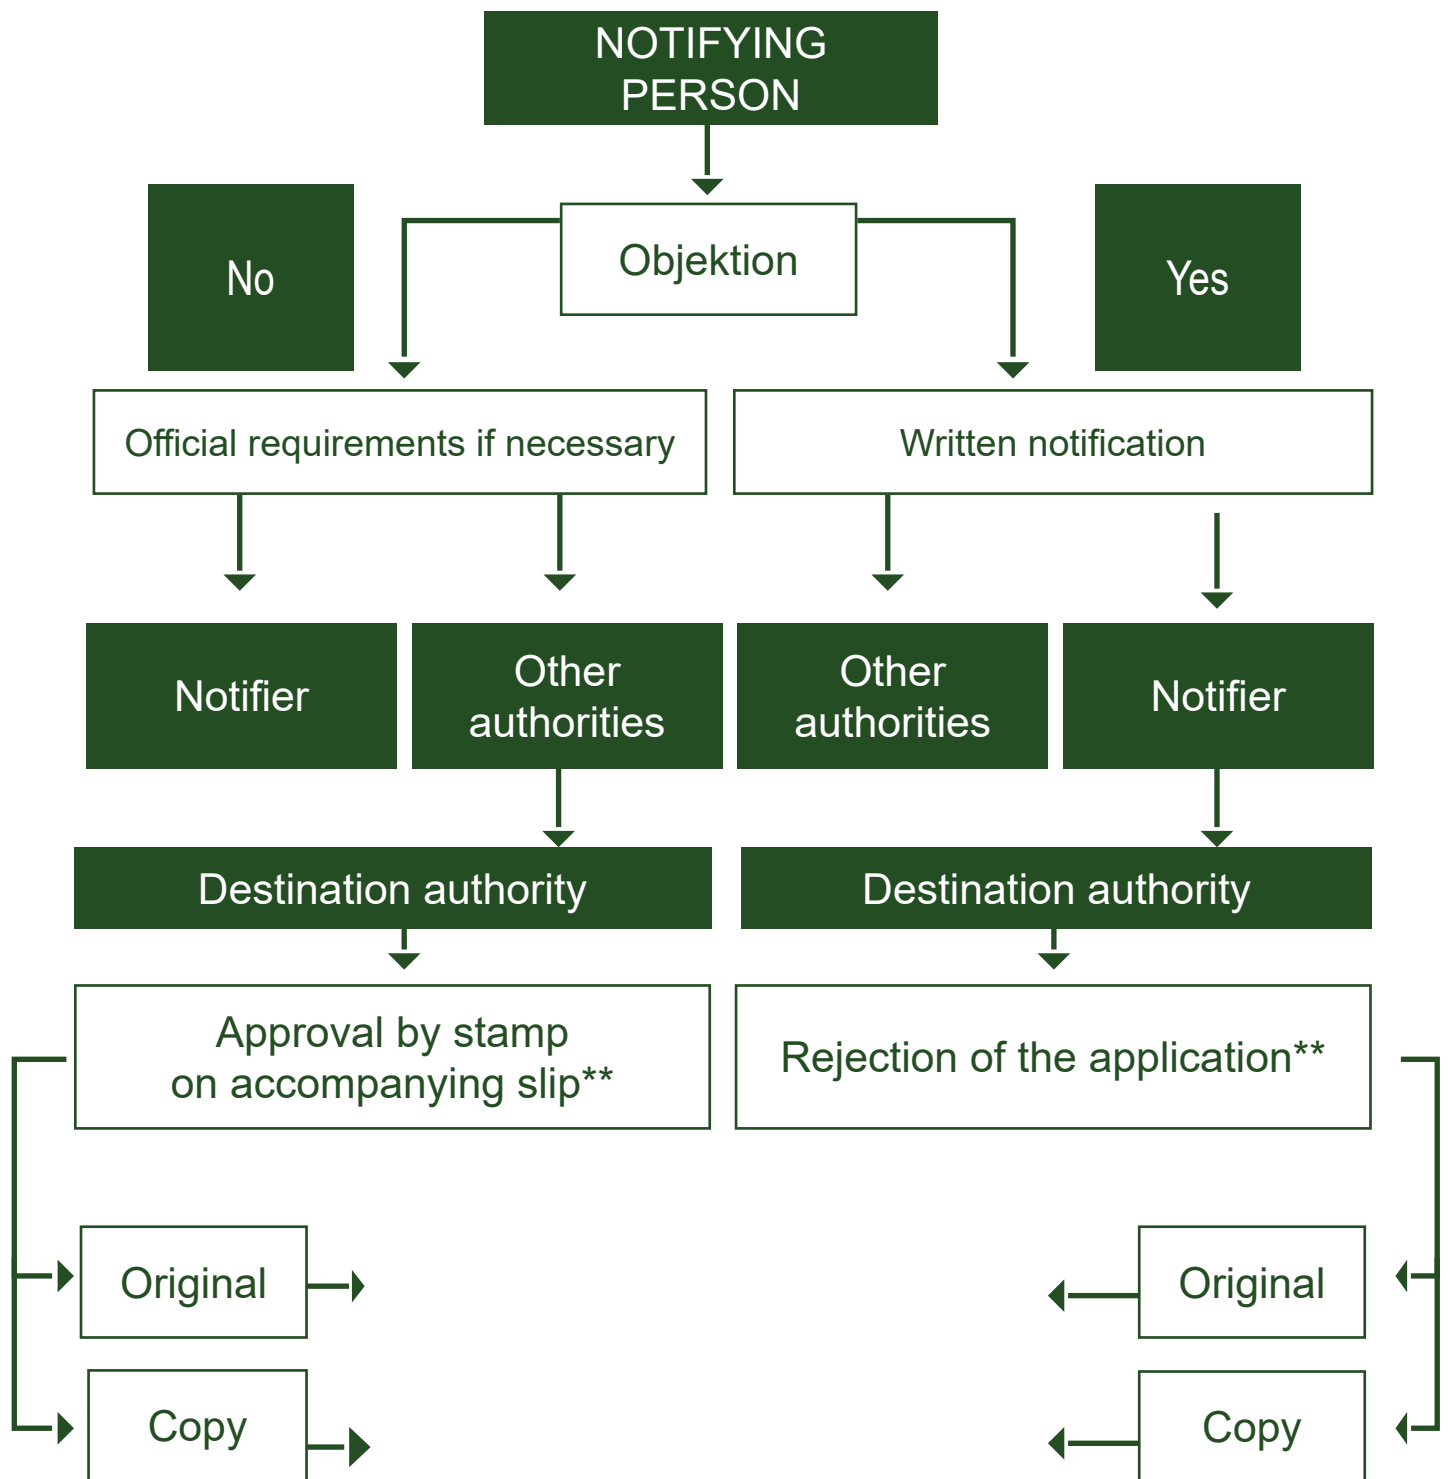 NOTIFYING
PERSON
No
Objektion
Yes
Official requirements if necessary
Written notification
Notifier
Other
authorities
Other
authorities
Notifier
Destination authority
Destination authority
Approval by stamp
on accompanying slip**
Rejection of the application**
Original
Original
Copy
Copy